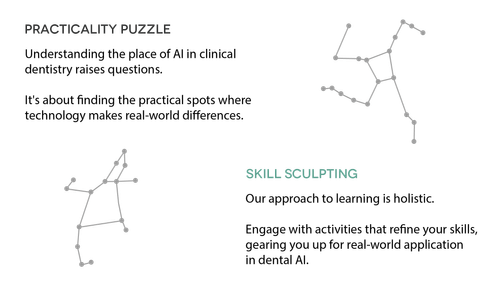 PRACTICALITY PUZZLE
Understanding the place of AI in clinical
dentistry raises questions.
It's about finding the practical spots where
technology makes real-world differences.
SKILL SCULPTING
Our approach to learning is holistic.
Engage with activities that refine your skills,
gearing you up for real-world application
in dental AI.